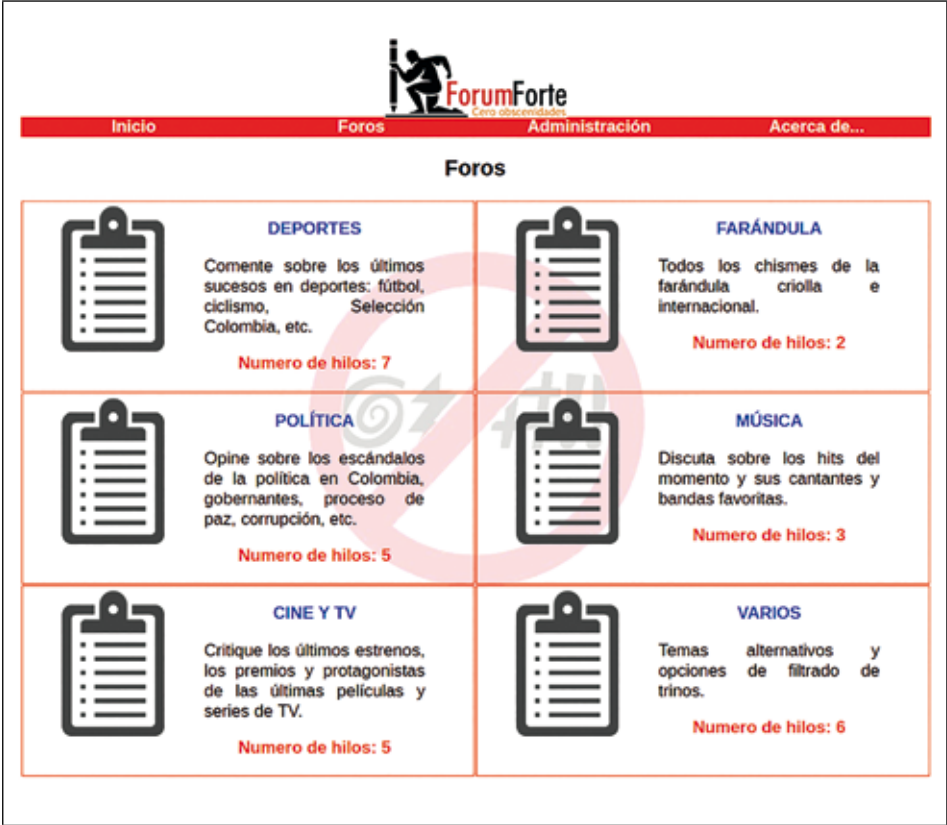 ForumForte
Cero obscenidades
Inicio Foros Administración Acerca de...
Foros
DEPORTES
Comente sobre los últimos
sucesos en deportes: fútbol,
ciclismo, Selección
Colombia, etc.
Numero de hilos: 7
FARÁNDULA
Todos los chismes de la
farándula criolla e
internacional.
Numero de hilos: 2
POLÍTICA
Opine sobre los escándalos
de la política en Colombia,
gobernantes, proceso de
paz, corrupción, etc.
Numero de hilos: 5
MÚSICA
Discuta sobre los hits del
momento y sus cantantes y
bandas favoritas.
Numero de hilos: 3
CINE Y TV
Critique los últimos estrenos,
los premios y protagonistas
de las últimas películas y
series de TV.
Numero de hilos: 5
VARIOS
Temas alternativos y
opciones de filtrado de
trinos.
Numero de hilos: 6